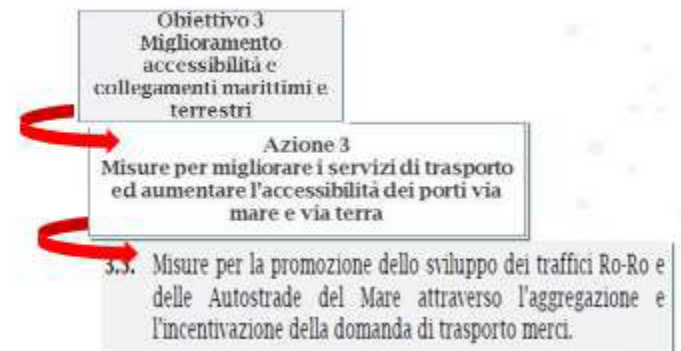 Obiettivo 3
Miglioramento
accessibilità e
collegamenti marittimi e
terrestri
Azione 3
Misure per migliorare i servizi di trasporto
ed aumentare l'accessibilità dei porti via
mare e via terra
3.3. Misure per la promozione dello sviluppo dei traffici Ro-Ro e
delle Autostrade del Mare attraverso l'aggregazione e
l'incentivazione della domanda di trasporto merci.